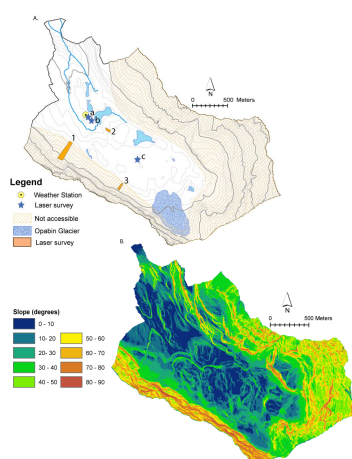 A.
N
0 500 Meters
a
b
2
1
c
3
Legend
Weather Station
Laser survey
Not accessible
Opabin Glacier
Laser survey
B.
N
0 500 Meters
Slope (degrees)
0 - 10
10 - 20 50 - 60
20 - 30 60 - 70
30 - 40 70 - 80
40 - 50 80 - 90